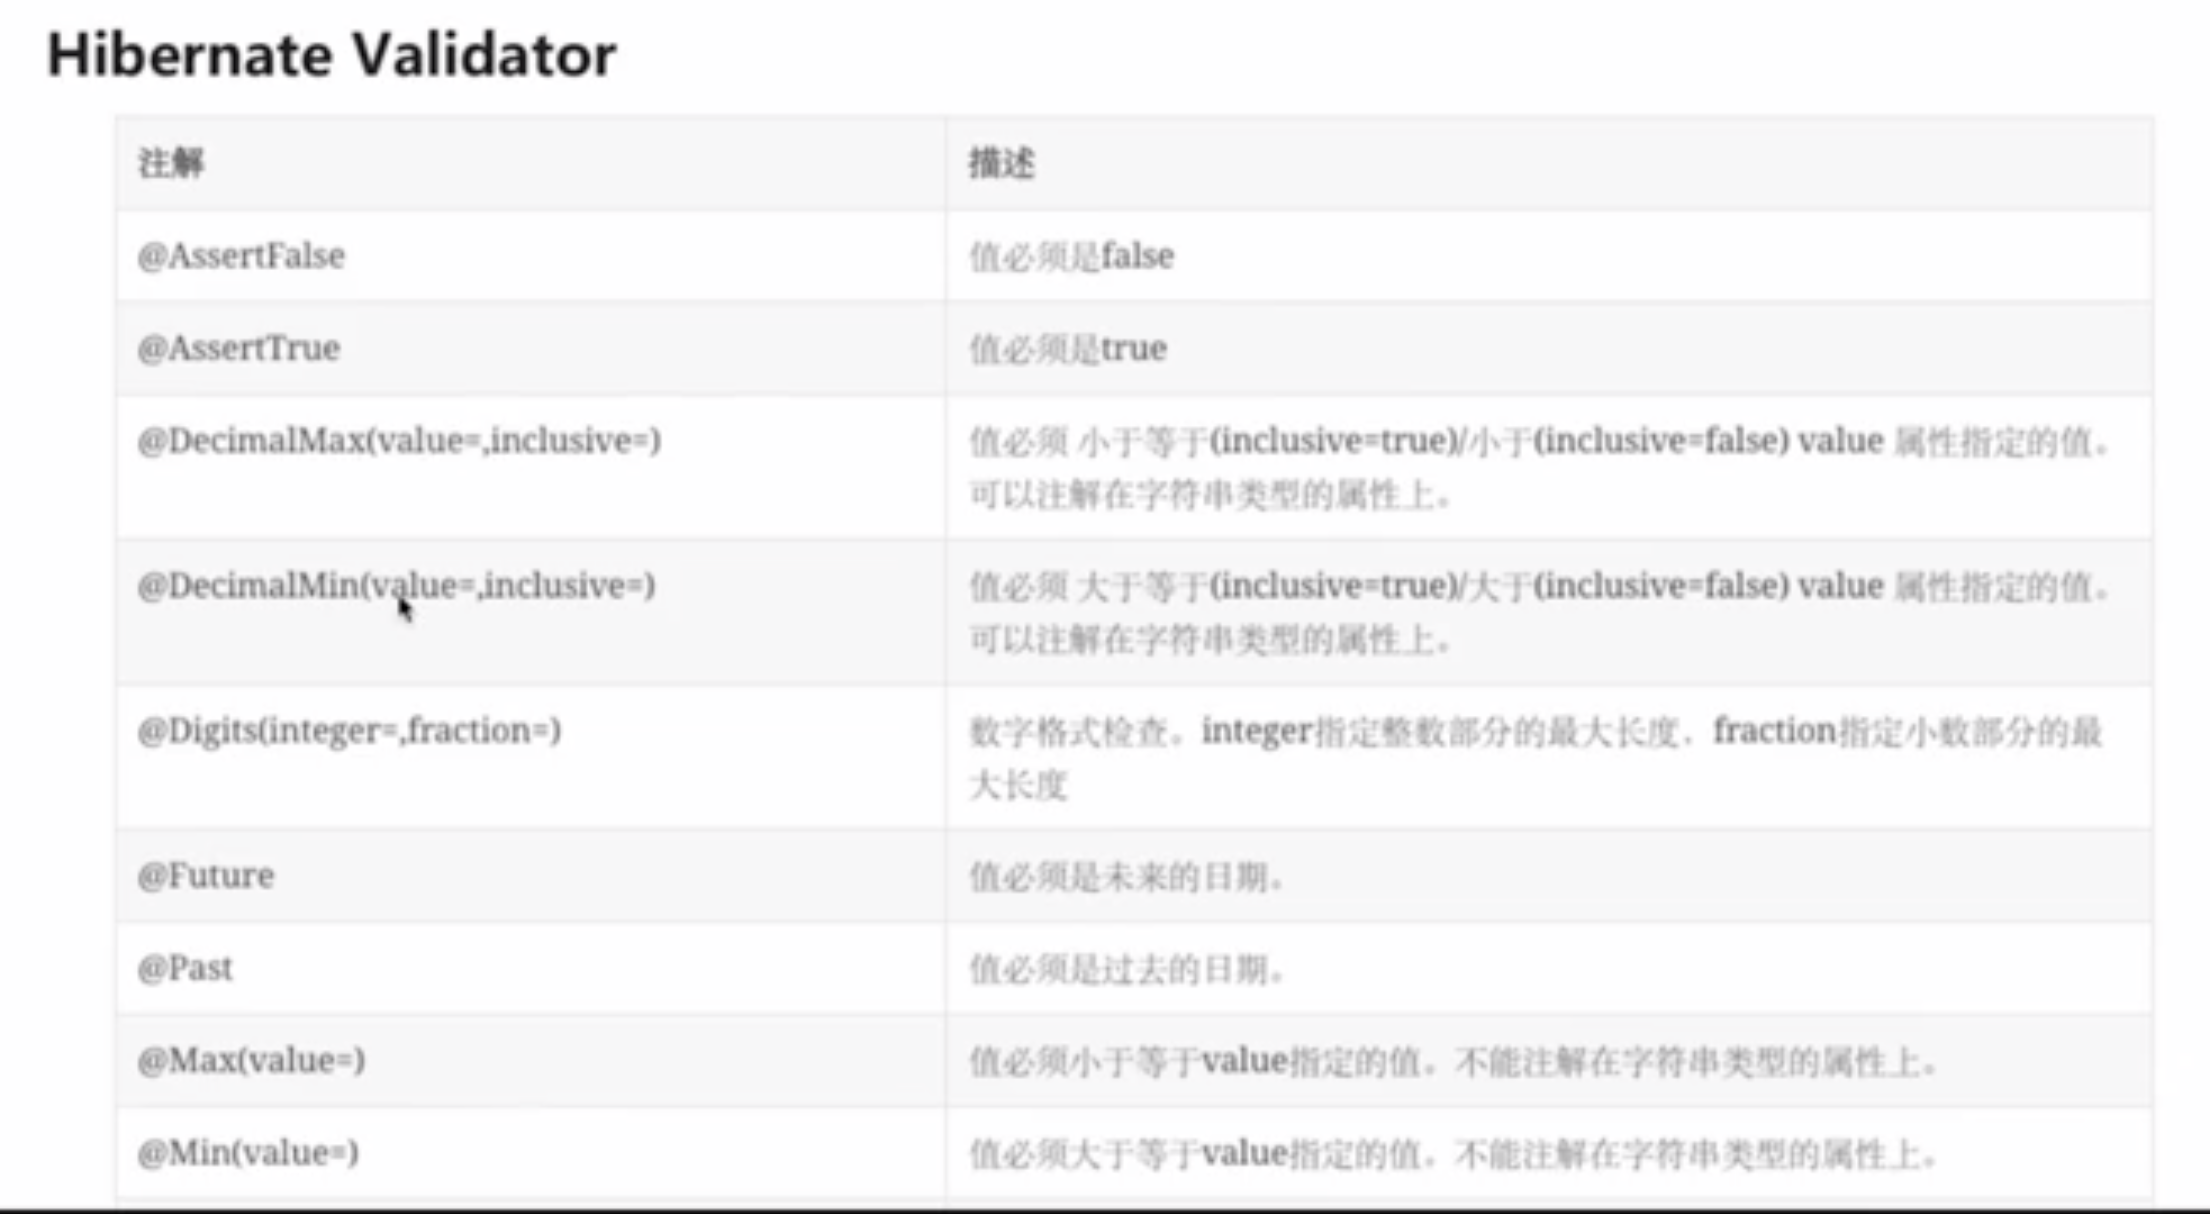 Hibernate Validator
注解 描述
@AssertFalse 值必须是false
@AssertTrue 值必须是true
@DecimalMax(value=,inclusive=) 值必须 小于等于(inclusive=true)/小于(inclusive=false) value 属性指定的值。
可以注解在字符串类型的属性上。
@DecimalMin(value=,inclusive=) 值必须 大于等于(inclusive=true)/大于(inclusive=false) value 属性指定的值。
可以注解在字符串类型的属性上。
@Digits(integer=,fraction=) 数字格式检查。integer指定整数部分的最大长度，fraction指定小数部分的最
大长度
@Future 值必须是未来的日期。
@Past 值必须是过去的日期。
@Max(value=) 值必须小于等于value指定的值。不能注解在字符串类型的属性上。
@Min(value=) 值必须大于等于value指定的值。不能注解在字符串类型的属性上。